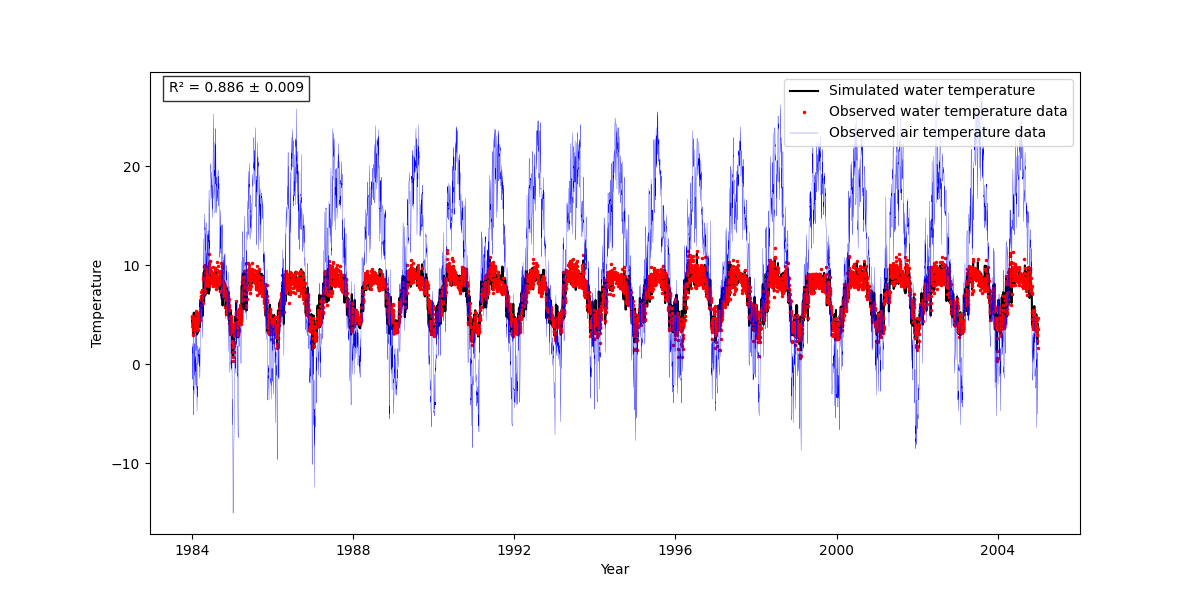 R² = 0.886 ± 0.009
Simulated water temperature
Observed water temperature data
Observed air temperature data
Temperature
20
10
0
−10
1984
1988
1992
1996
2000
2004
Year